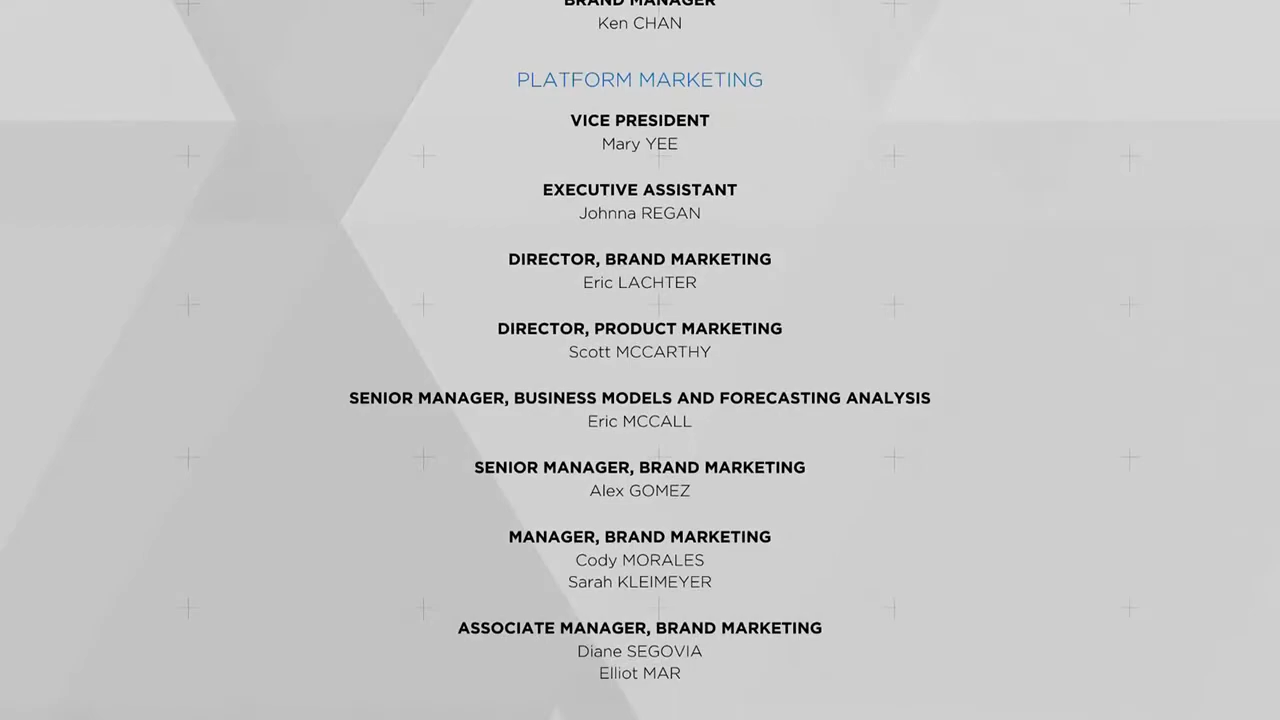 BRAND MANAGER
Ken CHAN
PLATFORM MARKETING
VICE PRESIDENT
Mary YEE
EXECUTIVE ASSISTANT
Johnna REGAN
DIRECTOR, BRAND MARKETING
Eric LACHTER
DIRECTOR, PRODUCT MARKETING
Scott MCCARTHY
SENIOR MANAGER, BUSINESS MODELS AND FORECASTING ANALYSIS
Eric MCCALL
SENIOR MANAGER, BRAND MARKETING
Alex GOMEZ
MANAGER, BRAND MARKETING
Cody MORALES
Sarah KLEIMEYER
ASSOCIATE MANAGER, BRAND MARKETING
Diane SEGOVIA
Elliot MAR